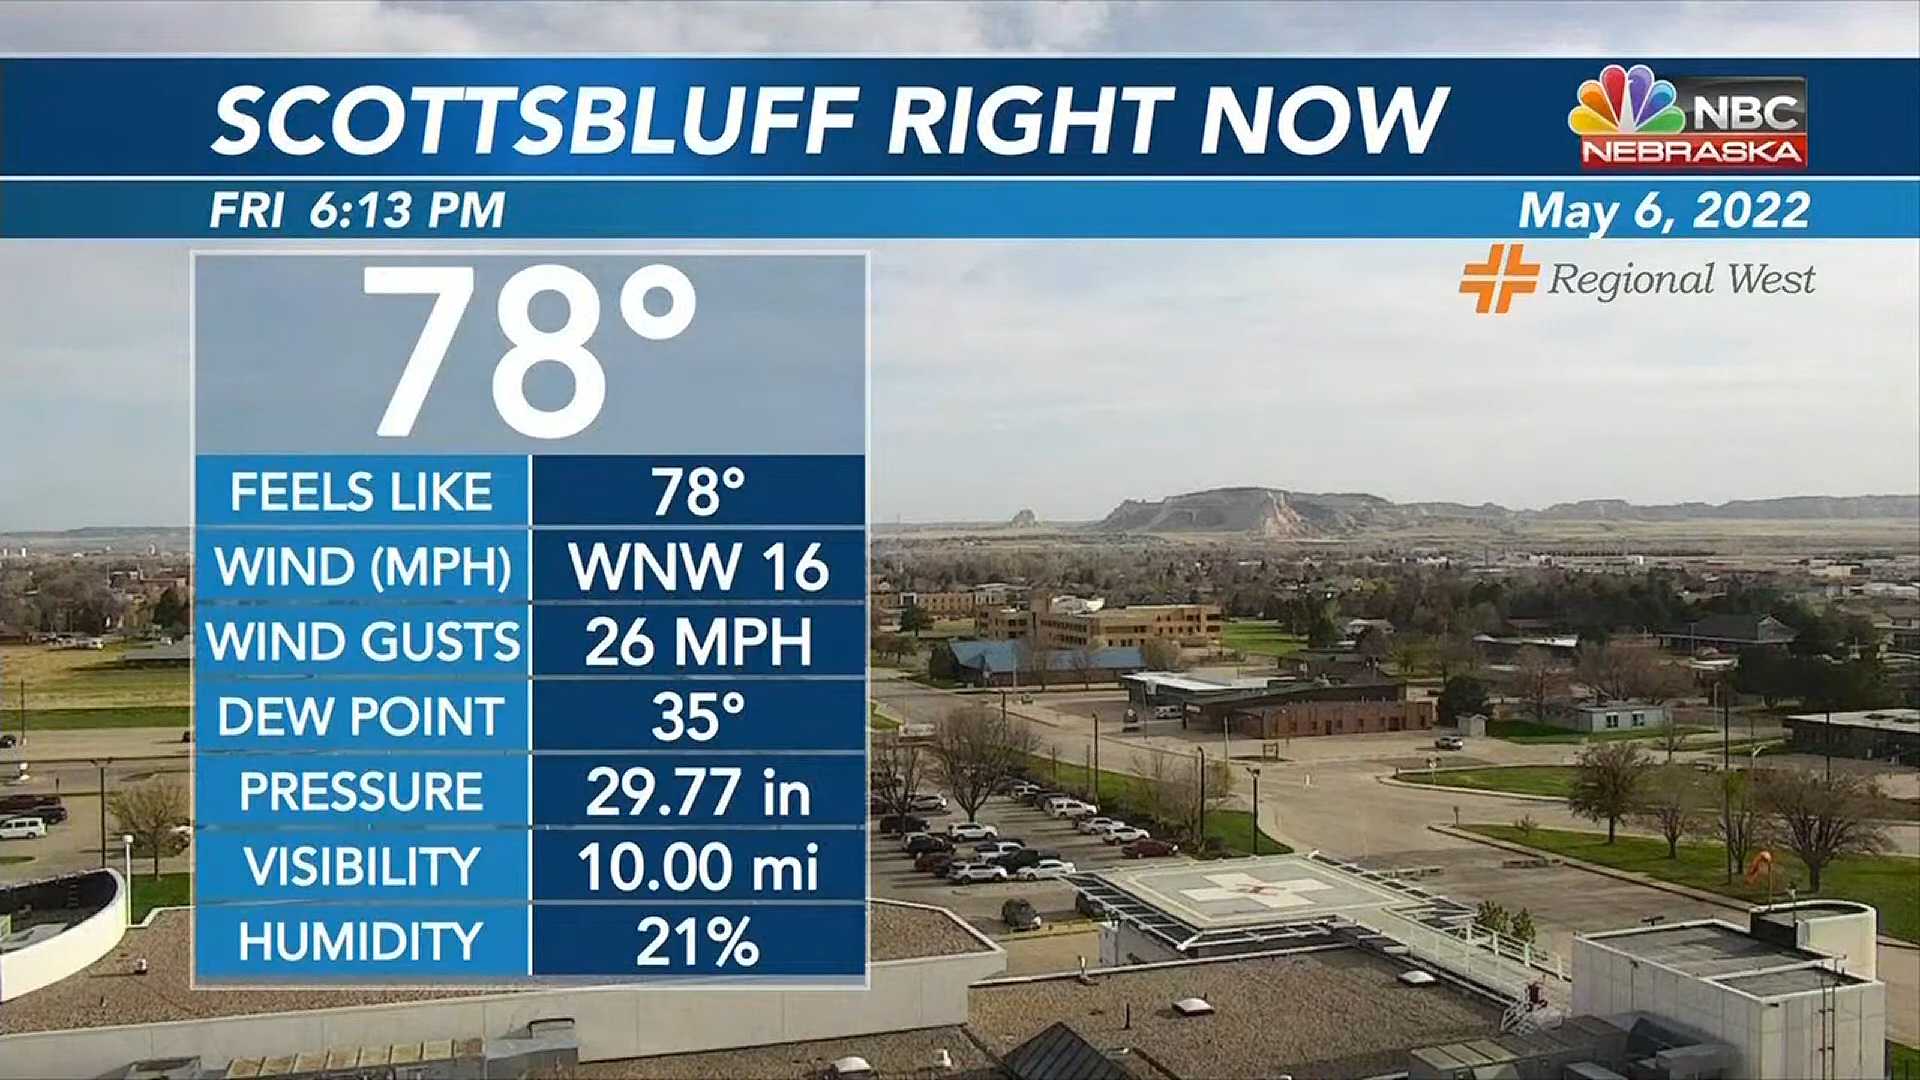 SCOTTSBLUFF RIGHT NOW
NBC
NEBRASKA
FRI 6:13 PM
May 6, 2022
Regional West
78°
FEELS LIKE 78°
WIND (MPH) WNW 16
WIND GUSTS 26 MPH
DEW POINT 35°
PRESSURE 29.77 in
VISIBILITY 10.00 mi
HUMIDITY 21%